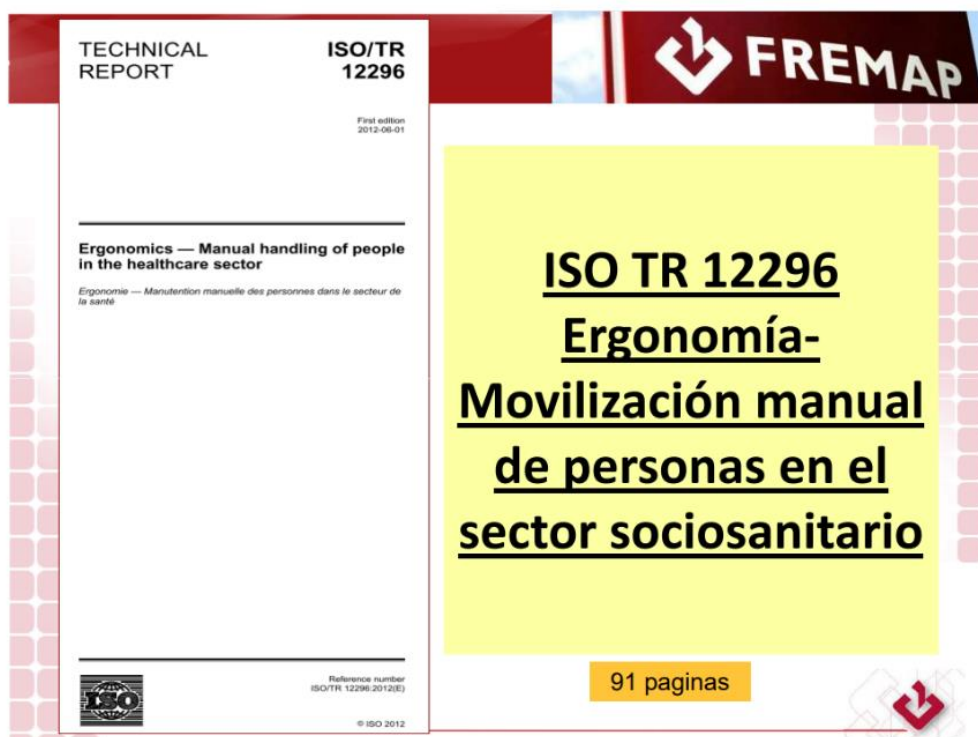 TECHNICAL REPORT
ISO/TR 12296
First edition
2012-06-01
Ergonomics — Manual handling of people
in the healthcare sector
Ergonomie — Manutention manuelle des personnes dans le secteur de
la santé
ISO
Reference number
ISO/TR 12296:2012(E)
© ISO 2012
FREMAP
ISO TR 12296
Ergonomía-
Movilización manual
de personas en el
sector sociosanitario
91 paginas